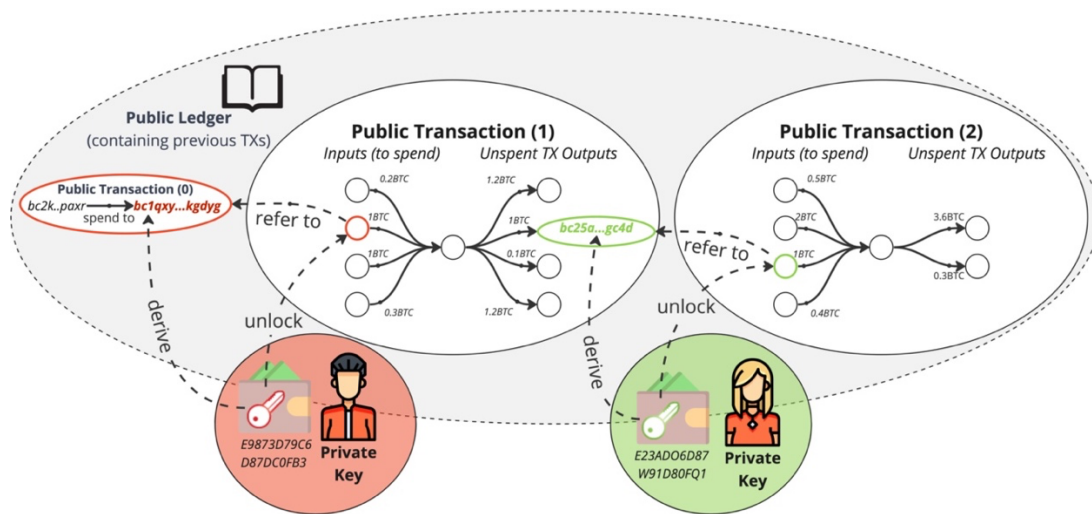 Public Ledger
(containing previous TXs)
Public Transaction (0)
bc2k..paxr
bc1qxy...kgdyg
spend to
refer to
derive
unlock
Public Transaction (1)
Inputs (to spend)
Unspent TX Outputs
0.2BTC
1BTC
1BTC
0.3BTC
1.2BTC
1BTC
0.1BTC
1.2BTC
bc25a...gc4d
refer to
derive
unlock
Public Transaction (2)
Inputs (to spend)
Unspent TX Outputs
0.5BTC
2BTC
1BTC
0.4BTC
3.6BTC
0.3BTC
E9873D79C6
D87DC0FB3
Private
Key
E23ADO6D87
W91D80FQ1
Private
Key